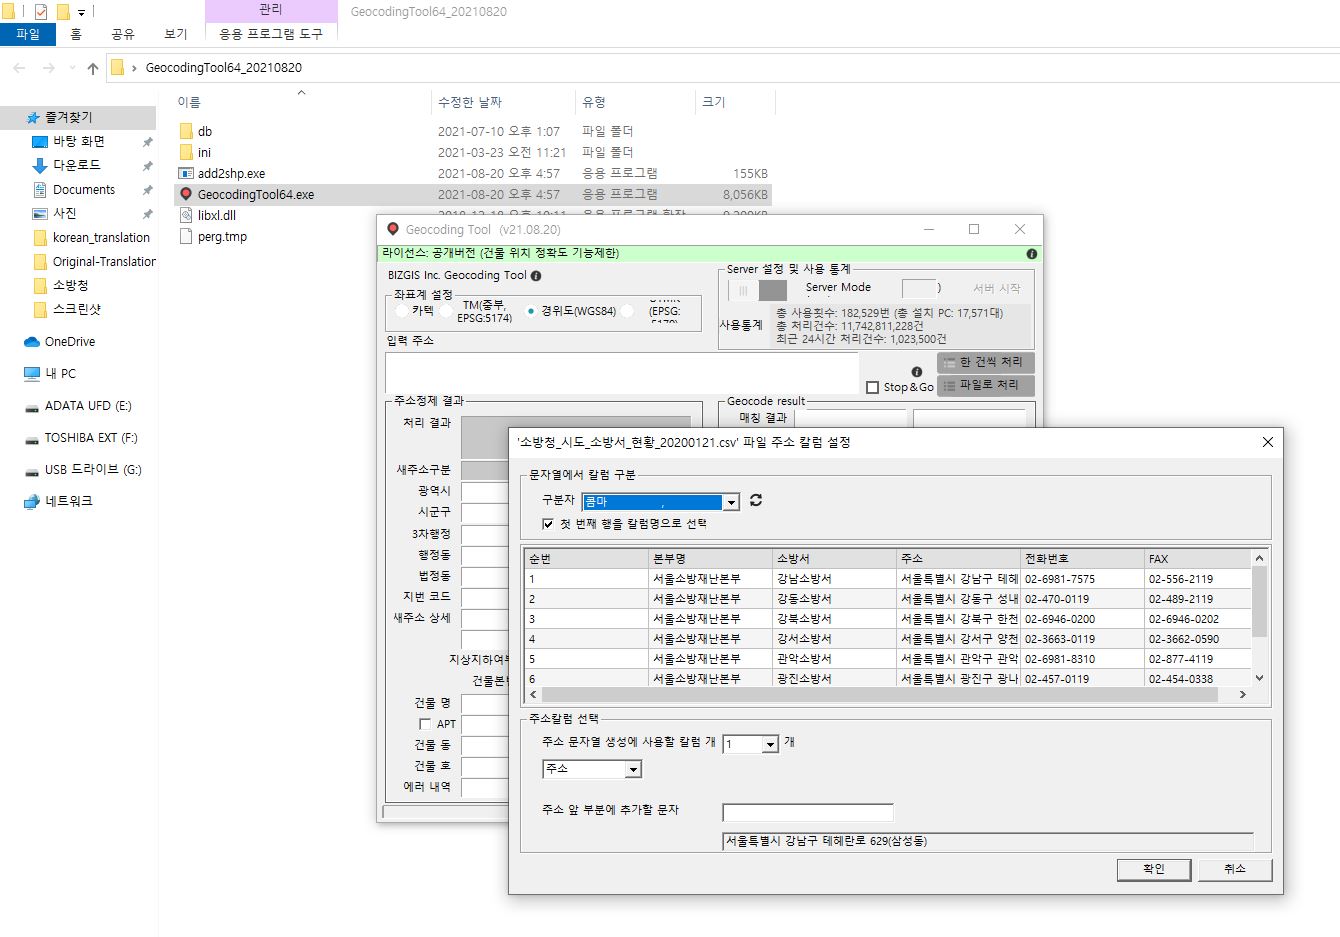 관리
GeocodingTool64_20210820
파일
홈
공유
보기
응용 프로그램 도구
GeocodingTool64_20210820
이름
수정한 날짜
유형
크기
즐겨찾기
바탕 화면
다운로드
Documents
사진
korean_translation
Original-Translation
소방청
스크린샷
OneDrive
내 PC
ADATA UFD (E:)
TOSHIBA EXT (F:)
USB 드라이브 (G:)
네트워크
db 2021-07-10 오후 1:07 파일 폴더
ini 2021-03-23 오전 11:21 파일 폴더
add2shp.exe 2021-08-20 오후 4:57 응용 프로그램 155KB
GeocodingTool64.exe 2021-08-20 오후 4:57 응용 프로그램 8,056KB
libxl.dll
perg.tmp
Geocoding Tool (v21.08.20)
라이선스: 공개버전 (건물 위치 정확도 기능제한)
BIZGIS Inc. Geocoding Tool
좌표계 설정
카텍
TM(중부, EPSG:5174)
경위도(WGS84)
(EPSG:
Server 설정 및 사용 통계
Server Mode
)
서버 시작
사용통계
총 사용횟수: 182,529번 (총 설치 PC: 17,571대)
총 처리건수: 11,742,811,228건
최근 24시간 처리건수: 1,023,500건
입력 주소
한 건씩 처리
Stop&Go
파일로 처리
주소정제 결과
처리 결과
새주소구분
광역시
시군구
3차행정
행정동
법정동
지번 코드
새주소 상세
지상지하여부
건물본번
건물 명
APT
건물 동
건물 호
에러 내역
Geocode result
매칭 결과
'소방청_시도_소방서_현황_20200121.csv' 파일 주소 칼럼 설정
문자열에서 칼럼 구분
구분자
콤마 ,
첫 번째 행을 칼럼명으로 선택
순번 본부명 소방서 주소 전화번호 FAX
1 서울소방재난본부 강남소방서 서울특별시 강남구 테헤 02-6981-7575 02-556-2119
2 서울소방재난본부 강동소방서 서울특별시 강동구 성내 02-470-0119 02-489-2119
3 서울소방재난본부 강북소방서 서울특별시 강북구 한천 02-6946-0200 02-6946-0202
4 서울소방재난본부 강서소방서 서울특별시 강서구 양천 02-3663-0119 02-3662-0590
5 서울소방재난본부 관악소방서 서울특별시 관악구 관악 02-6981-8310 02-877-4119
6 서울소방재난본부 광진소방서 서울특별시 광진구 광나 02-457-0119 02-454-0338
주소칼럼 선택
주소 문자열 생성에 사용할 칼럼 개
1
개
주소
주소 앞 부분에 추가할 문자
서울특별시 강남구 테헤란로 629(삼성동)
확인
취소